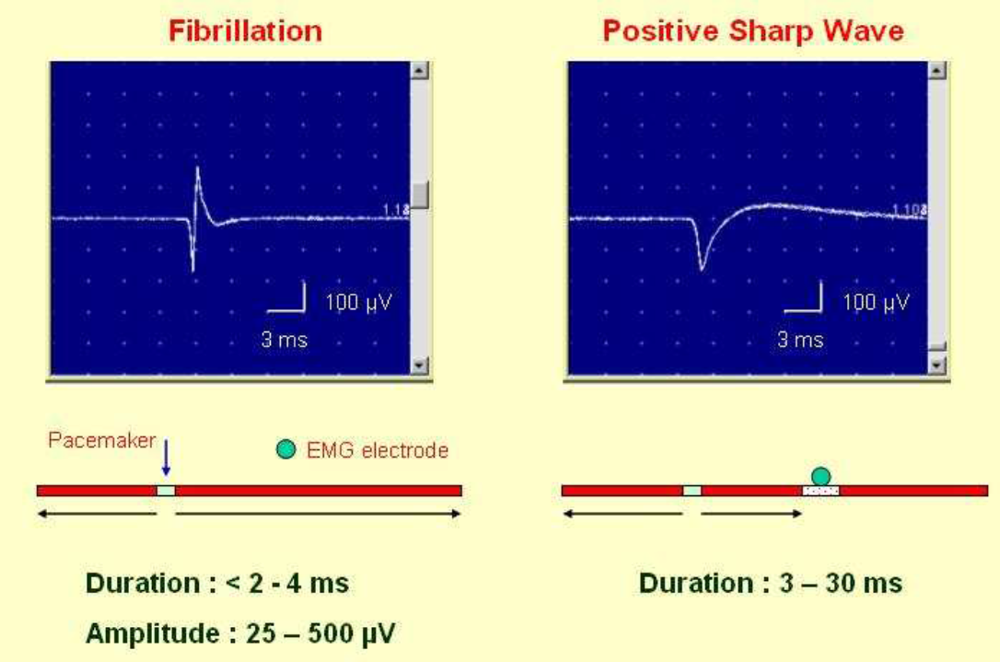 Fibrillation
1.18
100 µV
3 ms
Pacemaker
EMG electrode
Duration : < 2 - 4 ms
Amplitude : 25 – 500 µV
Positive Sharp Wave
1.108
100 µV
3 ms
Duration : 3 – 30 ms